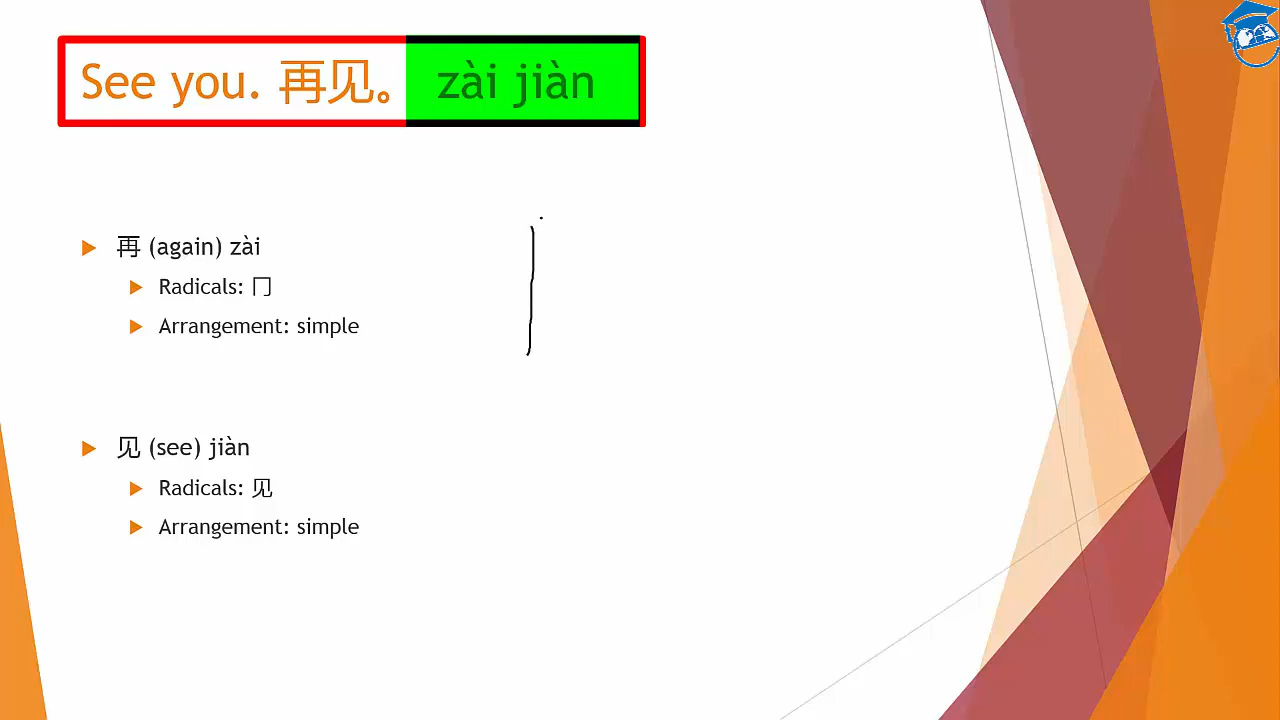 See you. 再见。 zài jiàn
再 (again) zài
Radicals: 冂
Arrangement: simple
见 (see) jiàn
Radicals: 见
Arrangement: simple